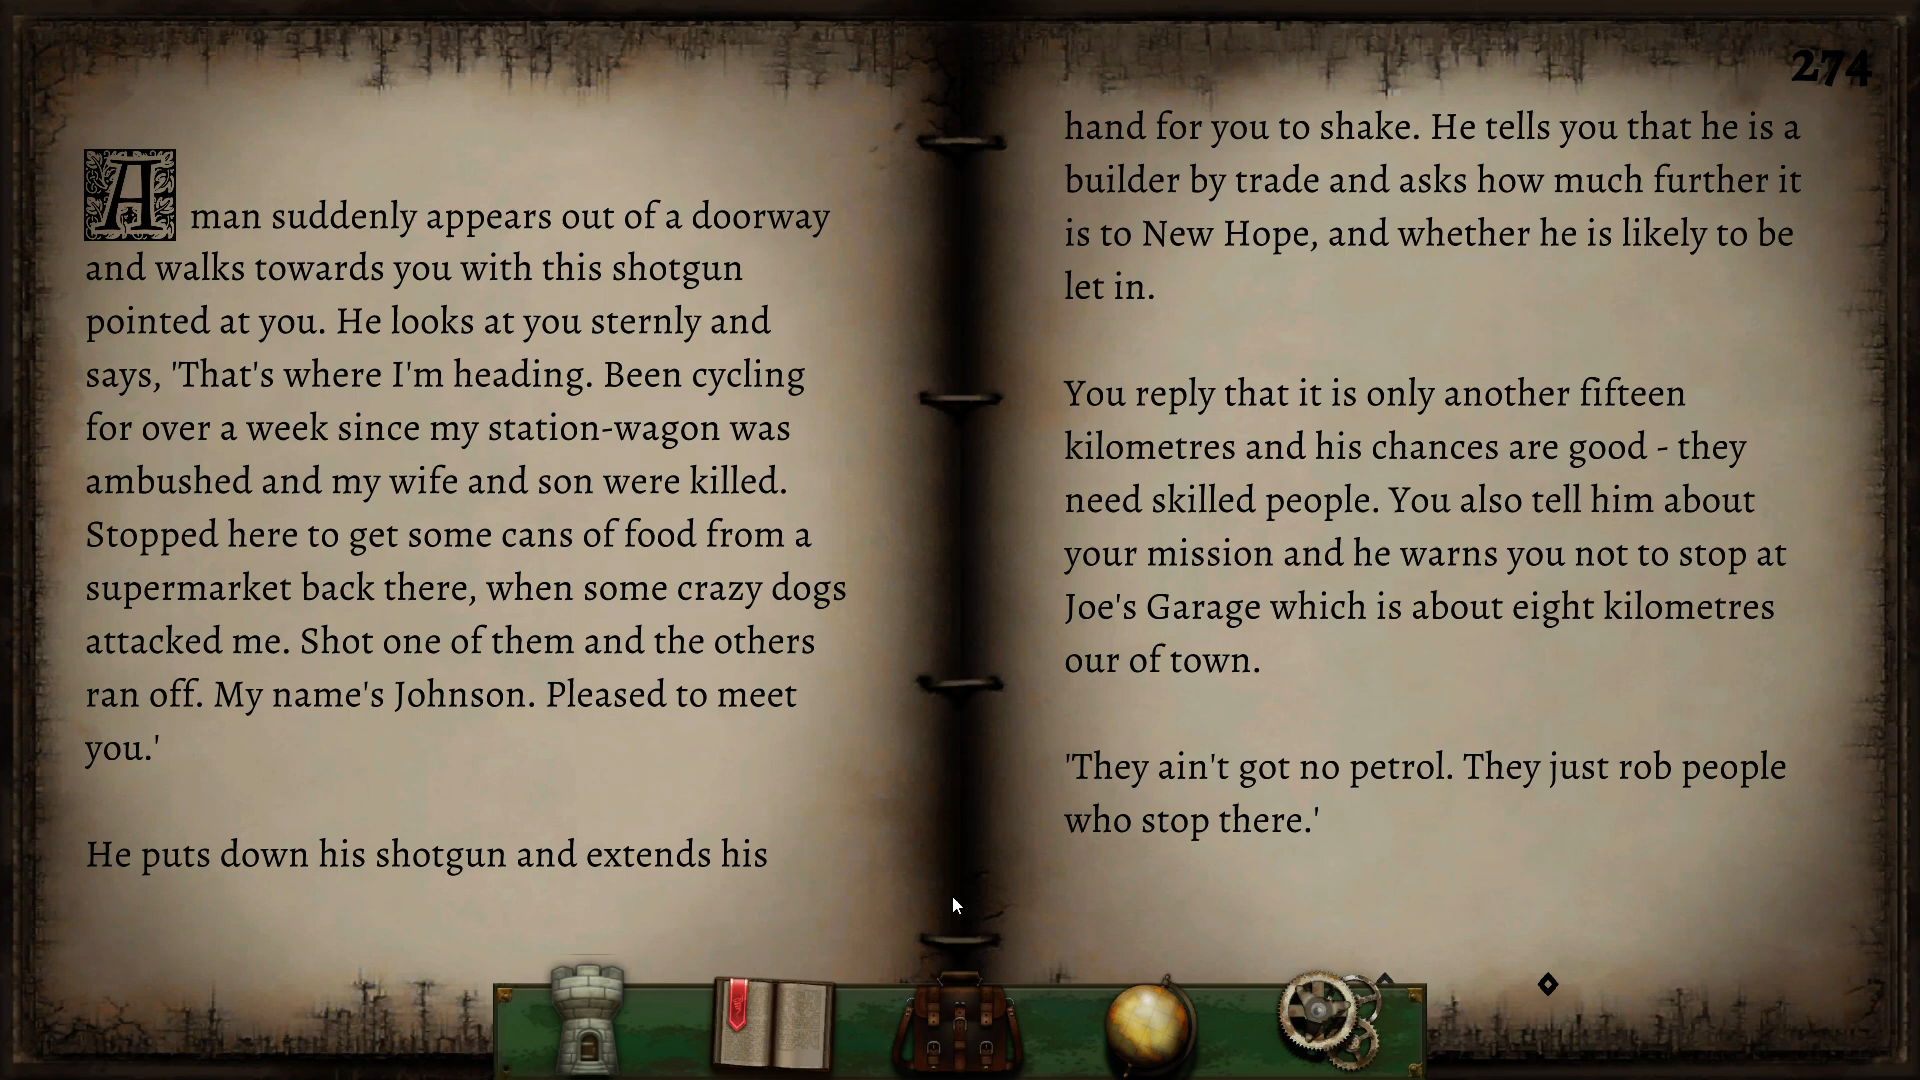 274
A man suddenly appears out of a doorway
and walks towards you with this shotgun
pointed at you. He looks at you sternly and
says, 'That's where I'm heading. Been cycling
for over a week since my station-wagon was
ambushed and my wife and son were killed.
Stopped here to get some cans of food from a
supermarket back there, when some crazy dogs
attacked me. Shot one of them and the others
ran off. My name's Johnson. Pleased to meet
you.'
He puts down his shotgun and extends his
hand for you to shake. He tells you that he is a
builder by trade and asks how much further it
is to New Hope, and whether he is likely to be
let in.
You reply that it is only another fifteen
kilometres and his chances are good - they
need skilled people. You also tell him about
your mission and he warns you not to stop at
Joe's Garage which is about eight kilometres
our of town.
'They ain't got no petrol. They just rob people
who stop there.'